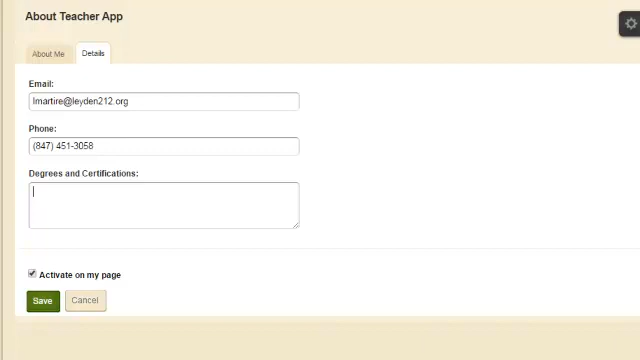 About Teacher App
About Me
Details
Email:
lmartire@leyden212.org
Phone:
(847) 451-3058
Degrees and Certifications:
Activate on my page
Save
Cancel